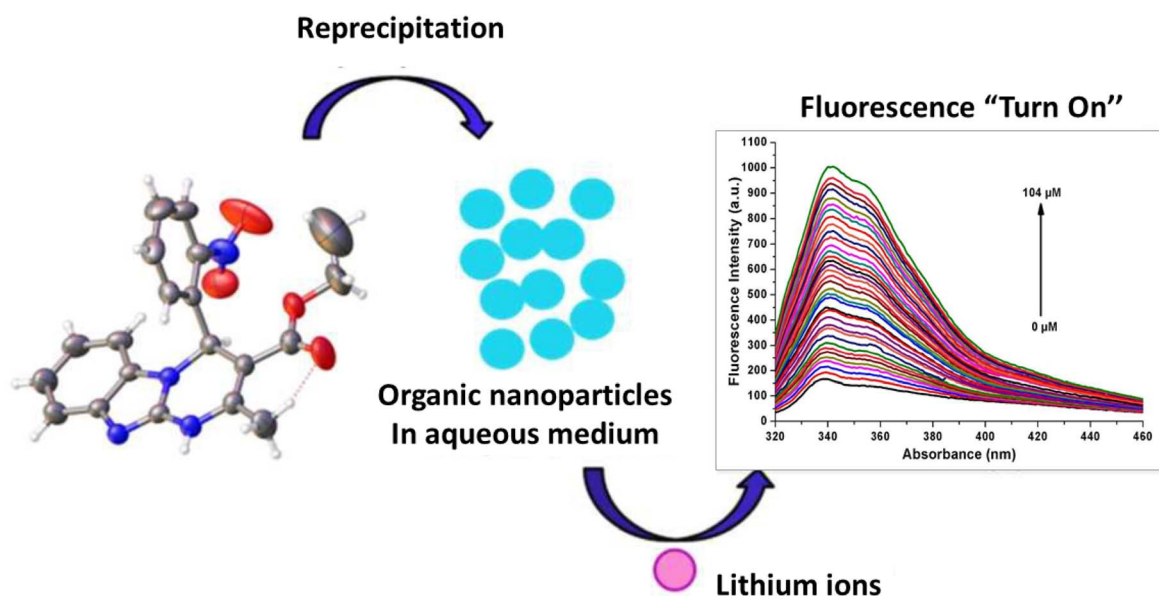 Reprecipitation
Fluorescence “Turn On’’
Organic nanoparticles
In aqueous medium
Fluorescence Intensity (a.u.)
1100
1000
900
800
700
600
500
400
300
200
100
0
104 µM
0 µM
320 340 360 380 400 420 440 460
Absorbance (nm)
Lithium ions